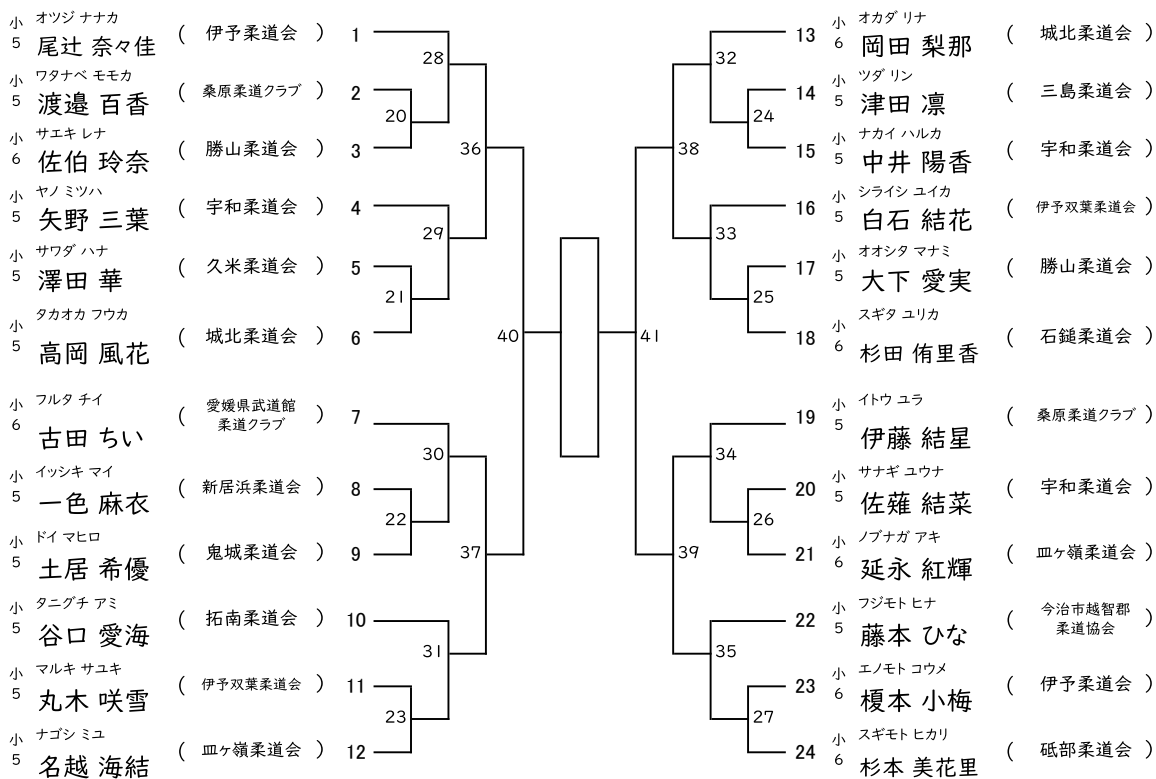 小5 オツジ ナナカ
尾辻 奈々佳 ( 伊予柔道会 ) 1
小5 ワタナベ モモカ
渡邉 百香 ( 桑原柔道クラブ ) 2
小6 サエキ レナ
佐伯 玲奈 ( 勝山柔道会 ) 3
小5 ヤノ ミツハ
矢野 三葉 ( 宇和柔道会 ) 4
小5 サワダ ハナ
澤田 華 ( 久米柔道会 ) 5
小5 タカオカ フウカ
高岡 風花 ( 城北柔道会 ) 6
小6 フルタ チイ
古田 ちい ( 愛媛県武道館
柔道クラブ ) 7
小5 イッシキ マイ
一色 麻衣 ( 新居浜柔道会 ) 8
小5 ドイ マヒロ
土居 希優 ( 鬼城柔道会 ) 9
小5 タニグチ アミ
谷口 愛海 ( 拓南柔道会 ) 10
小5 マルキ サユキ
丸木 咲雪 ( 伊予双葉柔道会 ) 11
小5 ナゴシ ミユ
名越 海結 ( 皿ヶ嶺柔道会 ) 12
28
20
36
29
21
40
30
22
37
31
23
32
24
38
33
25
41
34
26
39
35
27
13 小6 オカダ リナ
岡田 梨那 ( 城北柔道会 )
14 小5 ツダ リン
津田 凛 ( 三島柔道会 )
15 小5 ナカイ ハルカ
中井 陽香 ( 宇和柔道会 )
16 小5 シライシ ユイカ
白石 結花 ( 伊予双葉柔道会 )
17 小5 オオシタ マナミ
大下 愛実 ( 勝山柔道会 )
18 小6 スギタ ユリカ
杉田 侑里香 ( 石鎚柔道会 )
19 小5 イトウ ユラ
伊藤 結星 ( 桑原柔道クラブ )
20 小5 サナギ ユウナ
佐薙 結菜 ( 宇和柔道会 )
21 小6 ノブナガ アキ
延永 紅輝 ( 皿ヶ嶺柔道会 )
22 小5 フジモト ヒナ
藤本 ひな ( 今治市越智郡
柔道協会 )
23 小6 エノモト コウメ
榎本 小梅 ( 伊予柔道会 )
24 小6 スギモト ヒカリ
杉本 美花里 ( 砥部柔道会 )